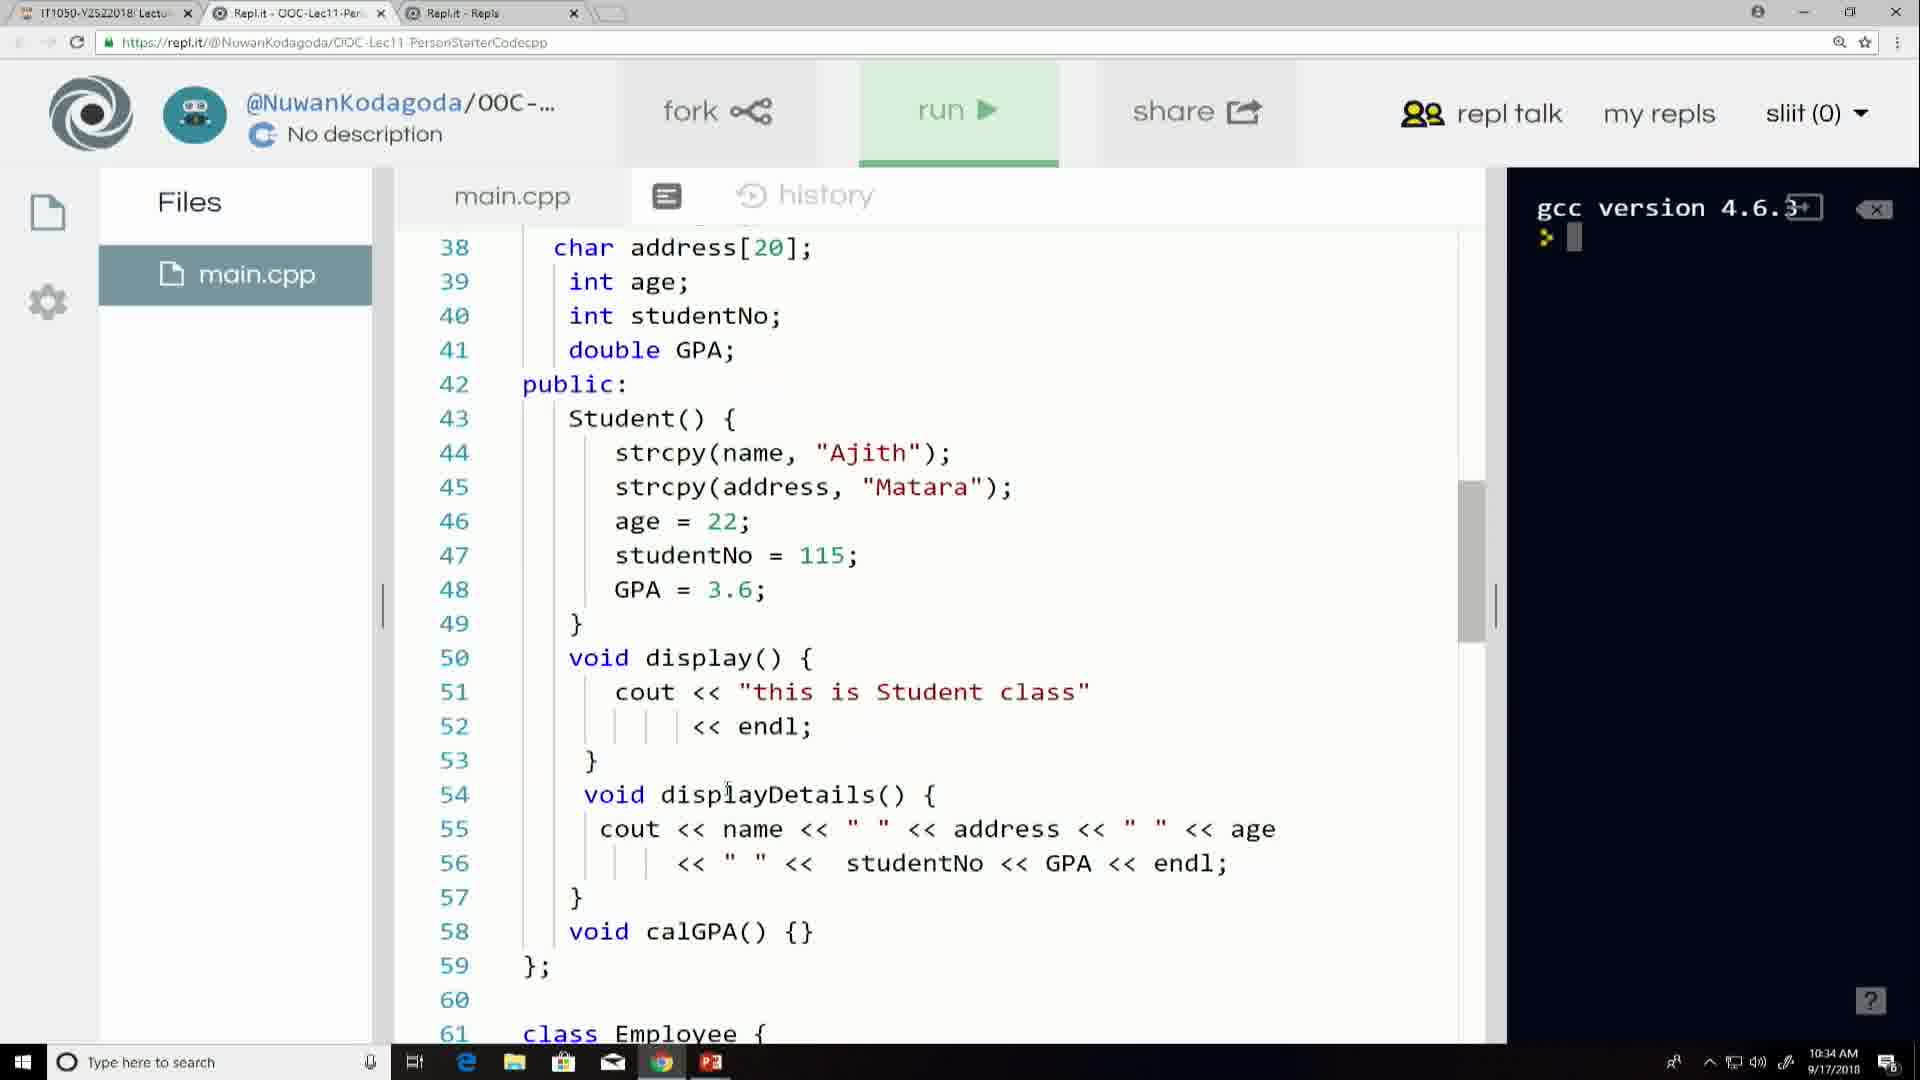 IT1050-Y2S22018: Lectu
Repl.it - OOC-Lec11-Per
Repl.it - Repls
https://repl.it/@NuwanKodagoda/OOC-Lec11-PersonStarterCodecpp
@NuwanKodagoda/OOC-...
No description
fork
run
share
repl talk
my repls
sliit (0)
Files
main.cpp
main.cpp
history
gcc version 4.6.3
38 char address[20];
39 int age;
40 int studentNo;
41 double GPA;
42 public:
43 Student() {
44 strcpy(name, "Ajith");
45 strcpy(address, "Matara");
46 age = 22;
47 studentNo = 115;
48 GPA = 3.6;
49 }
50 void display() {
51 cout << "this is Student class"
52 << endl;
53 }
54 void displayDetails() {
55 cout << name << " " << address << " " << age
56 << " " << studentNo << GPA << endl;
57 }
58 void calGPA() {}
59 };
60
61 class Employee {
?
Type here to search
10:34 AM
9/17/2018